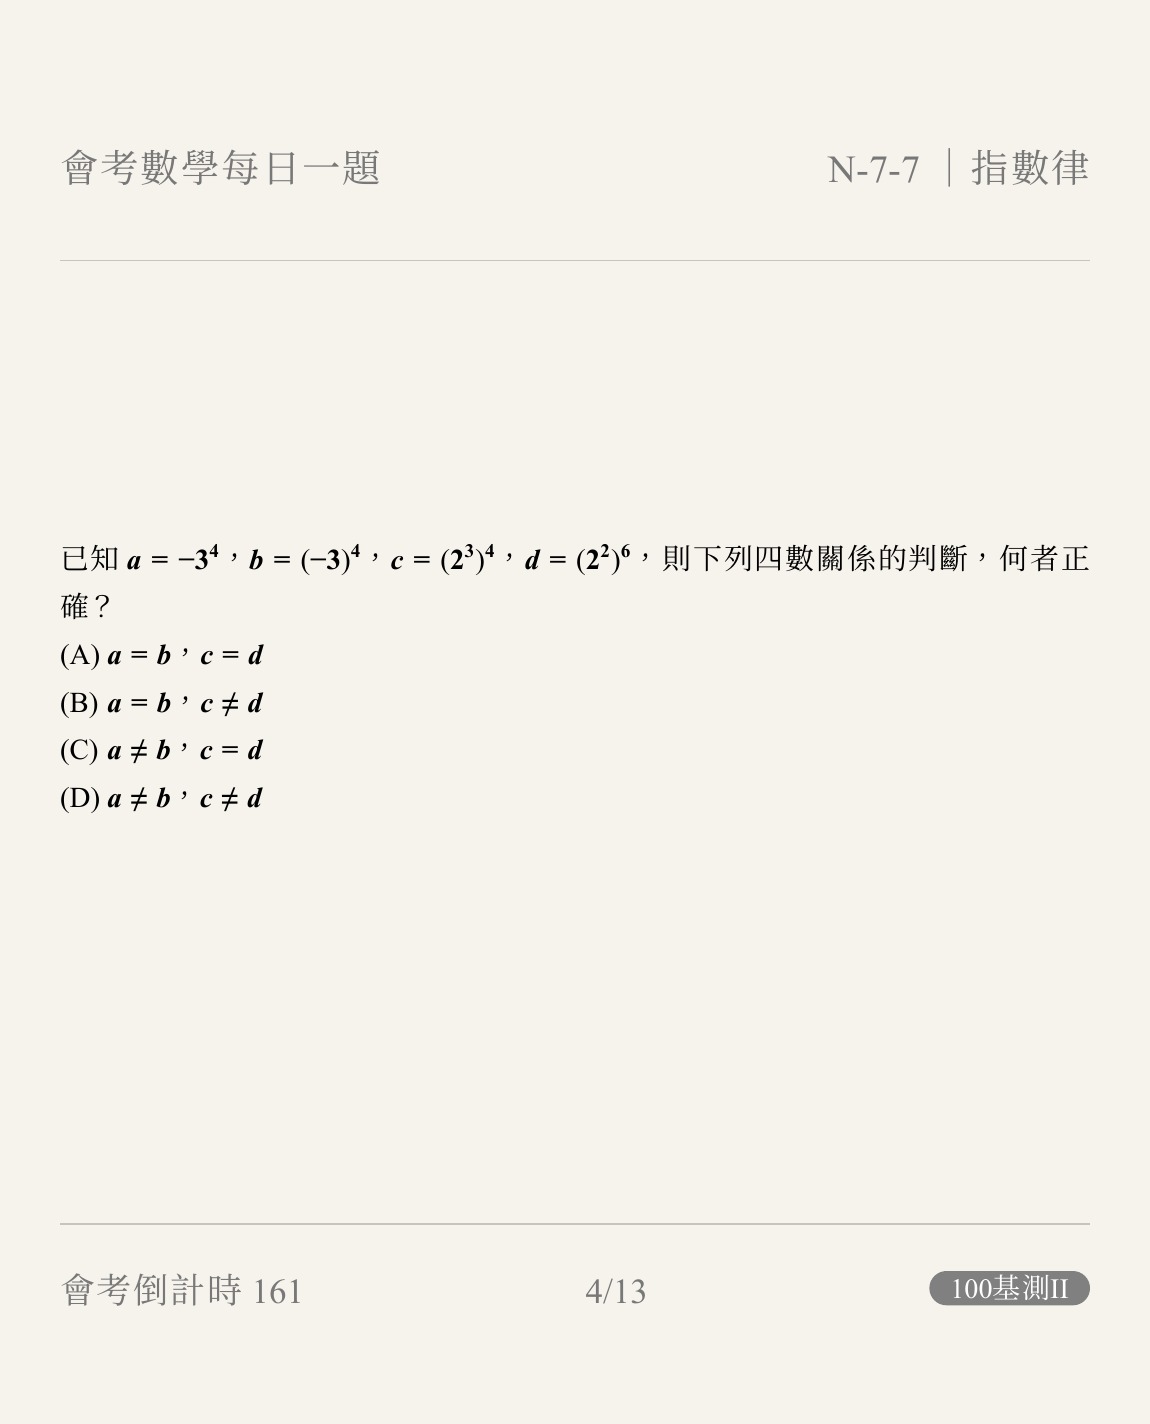 會考數學每日一題
N-7-7 ｜指數律
已知 a = −3⁴，b = (−3)⁴，c = (2³)⁴，d = (2²)⁶，則下列四數關係的判斷，何者正
確？
(A) a = b，c = d
(B) a = b，c ≠ d
(C) a ≠ b，c = d
(D) a ≠ b，c ≠ d
會考倒計時 161
4/13
100基測II